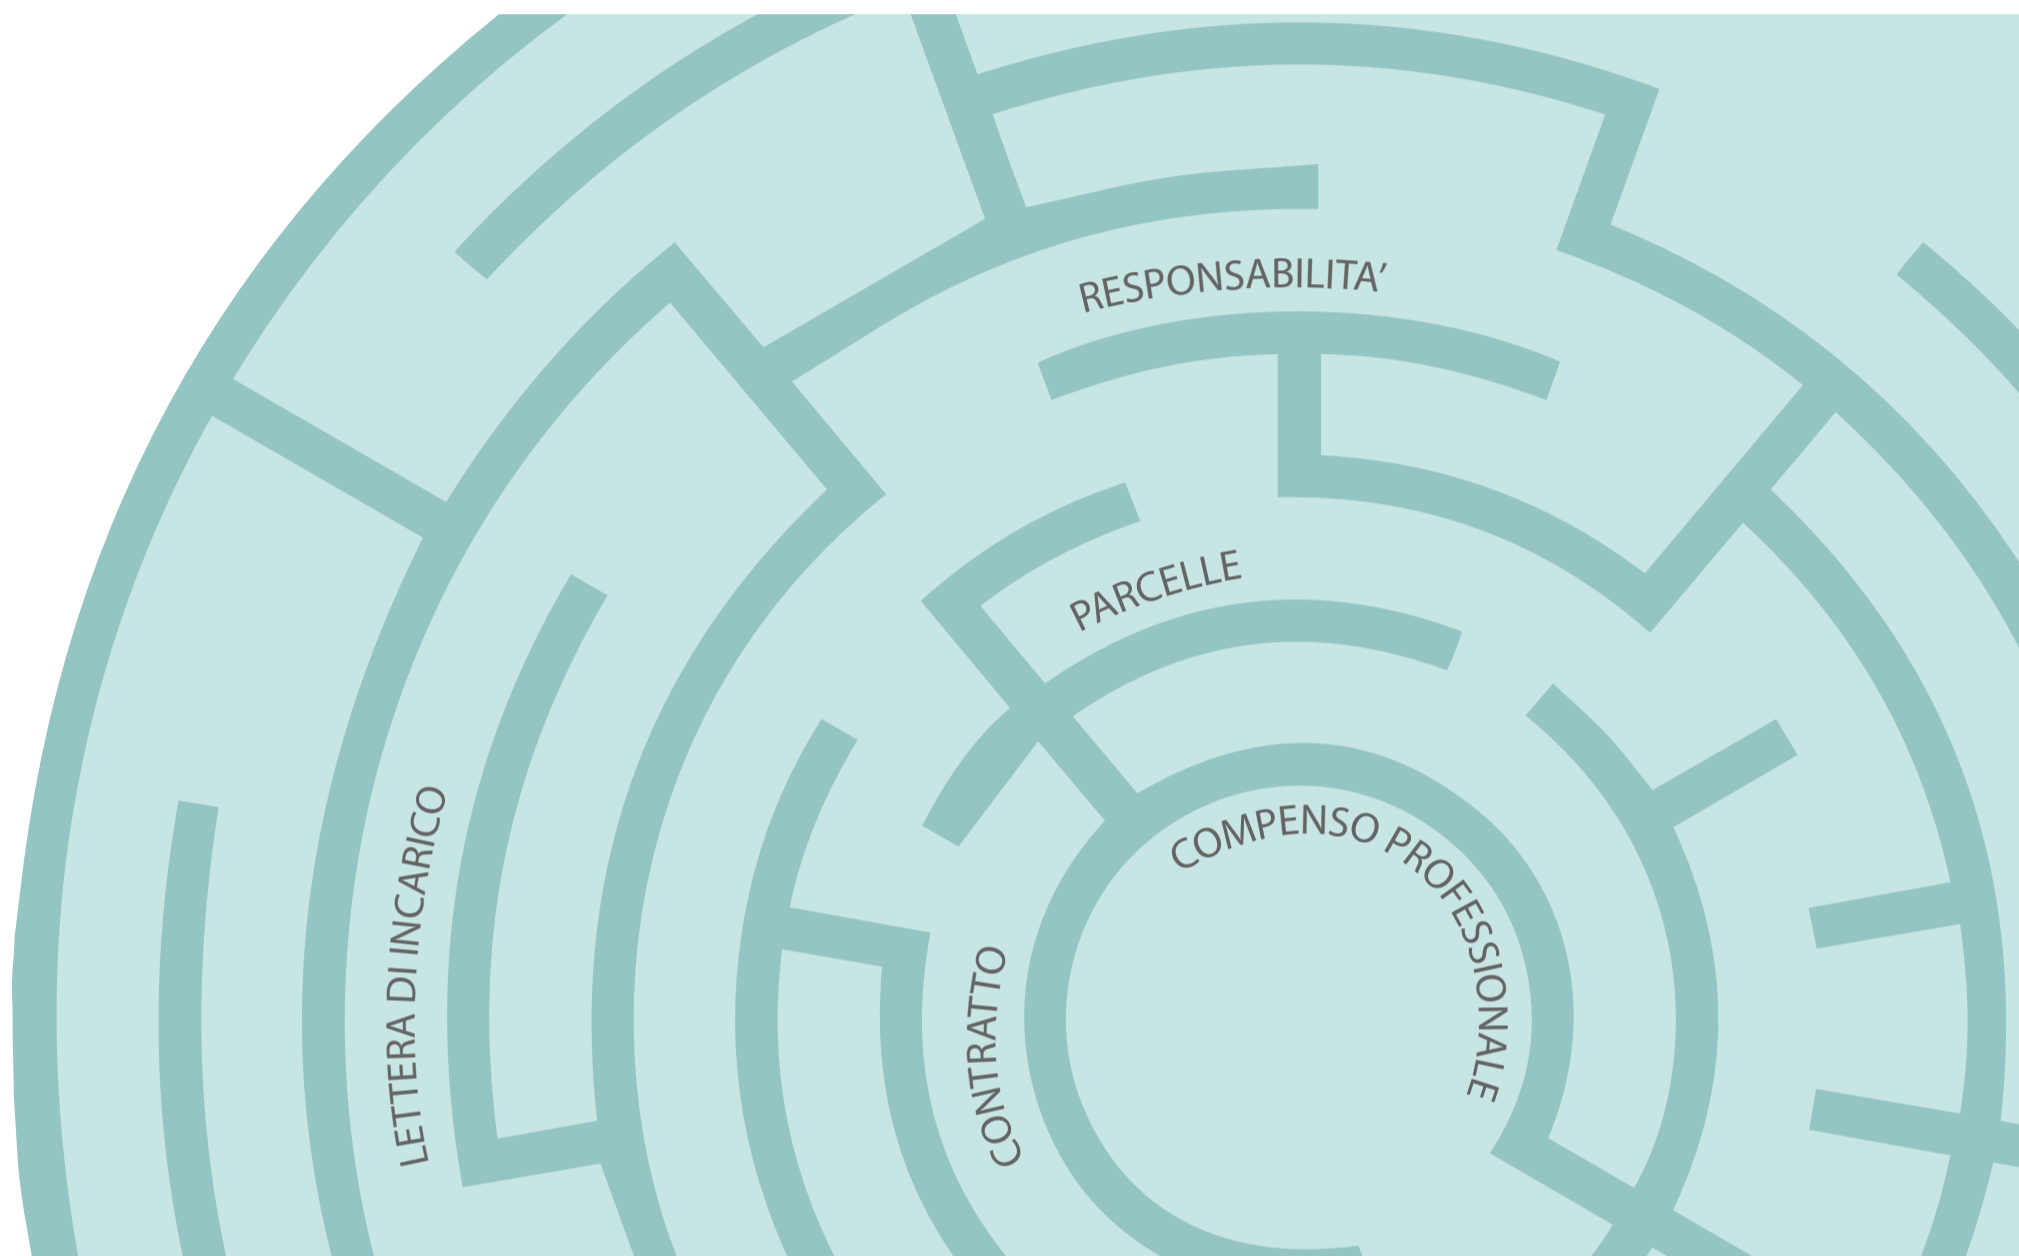 RESPONSABILITA’
PARCELLE
COMPENSO PROFESSIONALE
CONTRATTO
LETTERA DI INCARICO